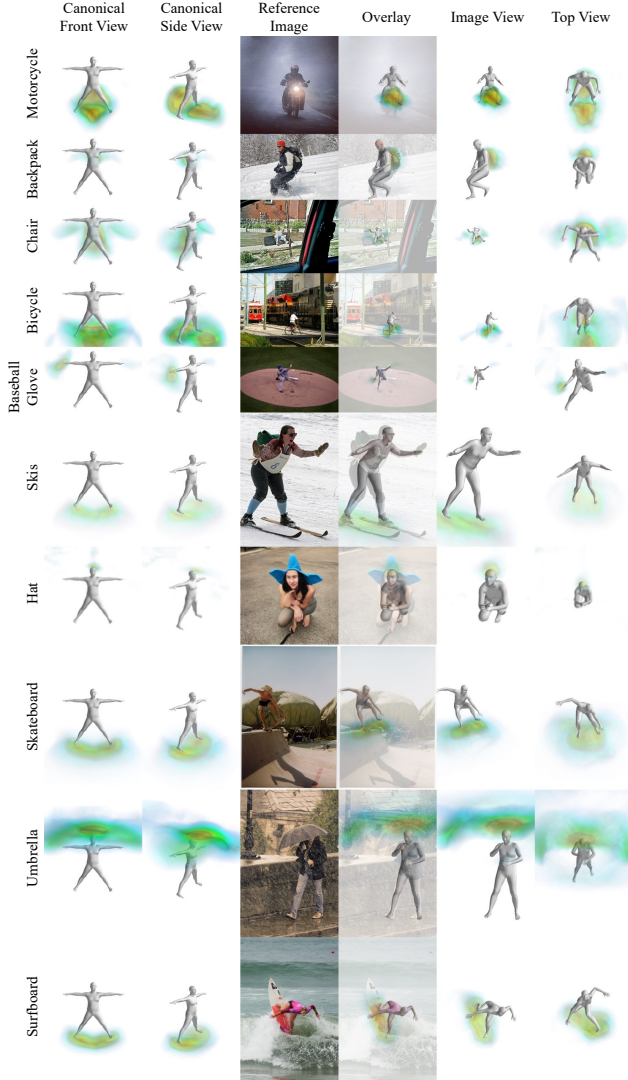 Canonical
Front View
Canonical
Side View
Reference
Image
Overlay
Image View
Top View
Motorcycle
Backpack
Chair
Bicycle
Baseball
Glove
Skis
Hat
Skateboard
Umbrella
Surfboard